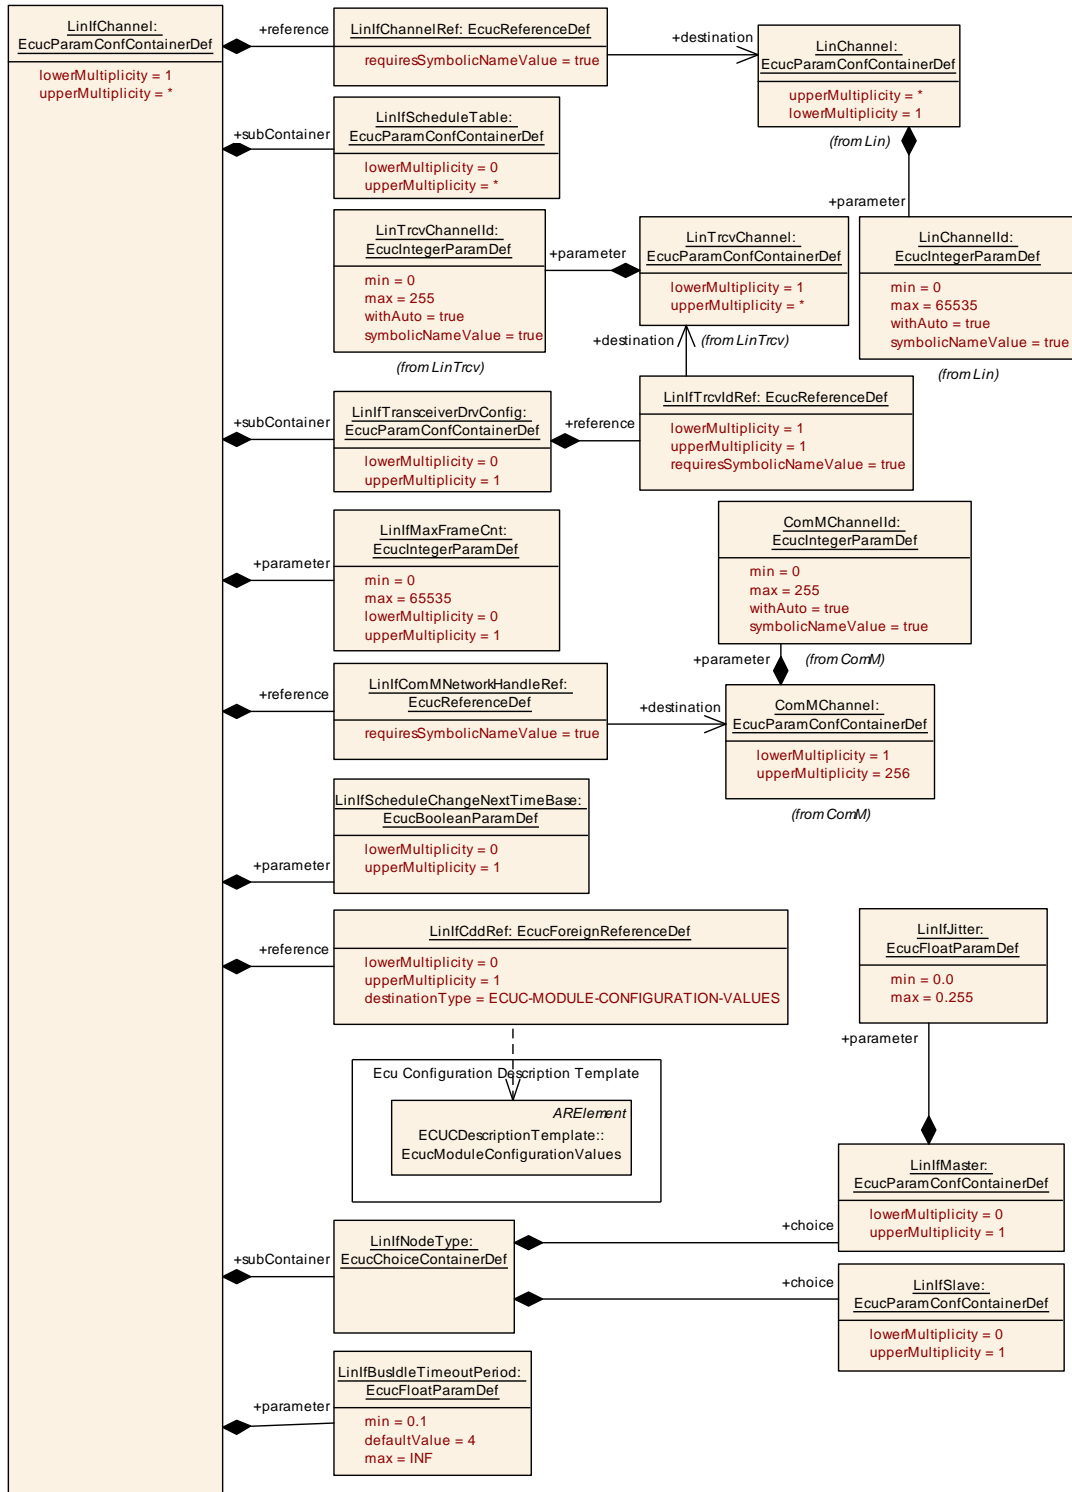 LinIfChannel:
EcucParamConfContainerDef
lowerMultiplicity = 1
upperMultiplicity = *
+reference
LinIfChannelRef: EcucReferenceDef
requiresSymbolicNameValue = true
+destination
LinChannel:
EcucParamConfContainerDef
upperMultiplicity = *
lowerMultiplicity = 1
(from Lin)
+subContainer
LinIfScheduleTable:
EcucParamConfContainerDef
lowerMultiplicity = 0
upperMultiplicity = *
+parameter
LinTrcvChannelId:
EcucIntegerParamDef
min = 0
max = 255
withAuto = true
symbolicNameValue = true
(from LinTrcv)
+parameter
LinTrcvChannel:
EcucParamConfContainerDef
lowerMultiplicity = 1
upperMultiplicity = *
+destination
(from LinTrcv)
LinChannelId:
EcucIntegerParamDef
min = 0
max = 65535
withAuto = true
symbolicNameValue = true
(from Lin)
+subContainer
LinIfTransceiverDrvConfig:
EcucParamConfContainerDef
lowerMultiplicity = 0
upperMultiplicity = 1
+reference
LinIfTrcvIdRef: EcucReferenceDef
lowerMultiplicity = 1
upperMultiplicity = 1
requiresSymbolicNameValue = true
+parameter
LinIfMaxFrameCnt:
EcucIntegerParamDef
min = 0
max = 65535
lowerMultiplicity = 0
upperMultiplicity = 1
ComMChannelId:
EcucIntegerParamDef
min = 0
max = 255
withAuto = true
symbolicNameValue = true
+parameter
(from ComM)
+reference
LinIfComMNetworkHandleRef:
EcucReferenceDef
requiresSymbolicNameValue = true
+destination
ComMChannel:
EcucParamConfContainerDef
lowerMultiplicity = 1
upperMultiplicity = 256
(from ComM)
+parameter
LinIfScheduleChangeNextTimeBase:
EcucBooleanParamDef
lowerMultiplicity = 0
upperMultiplicity = 1
+reference
LinIfCddRef: EcucForeignReferenceDef
lowerMultiplicity = 0
upperMultiplicity = 1
destinationType = ECUC-MODULE-CONFIGURATION-VALUES
LinIfJitter:
EcucFloatParamDef
min = 0.0
max = 0.255
+parameter
Ecu Configuration Description Template
ARElement
ECUCDescriptionTemplate::
EcucModuleConfigurationValues
+subContainer
LinIfNodeType:
EcucChoiceContainerDef
+choice
LinIfMaster:
EcucParamConfContainerDef
lowerMultiplicity = 0
upperMultiplicity = 1
+choice
LinIfSlave:
EcucParamConfContainerDef
lowerMultiplicity = 0
upperMultiplicity = 1
+parameter
LinIfBusIdleTimeoutPeriod:
EcucFloatParamDef
min = 0.1
defaultValue = 4
max = INF